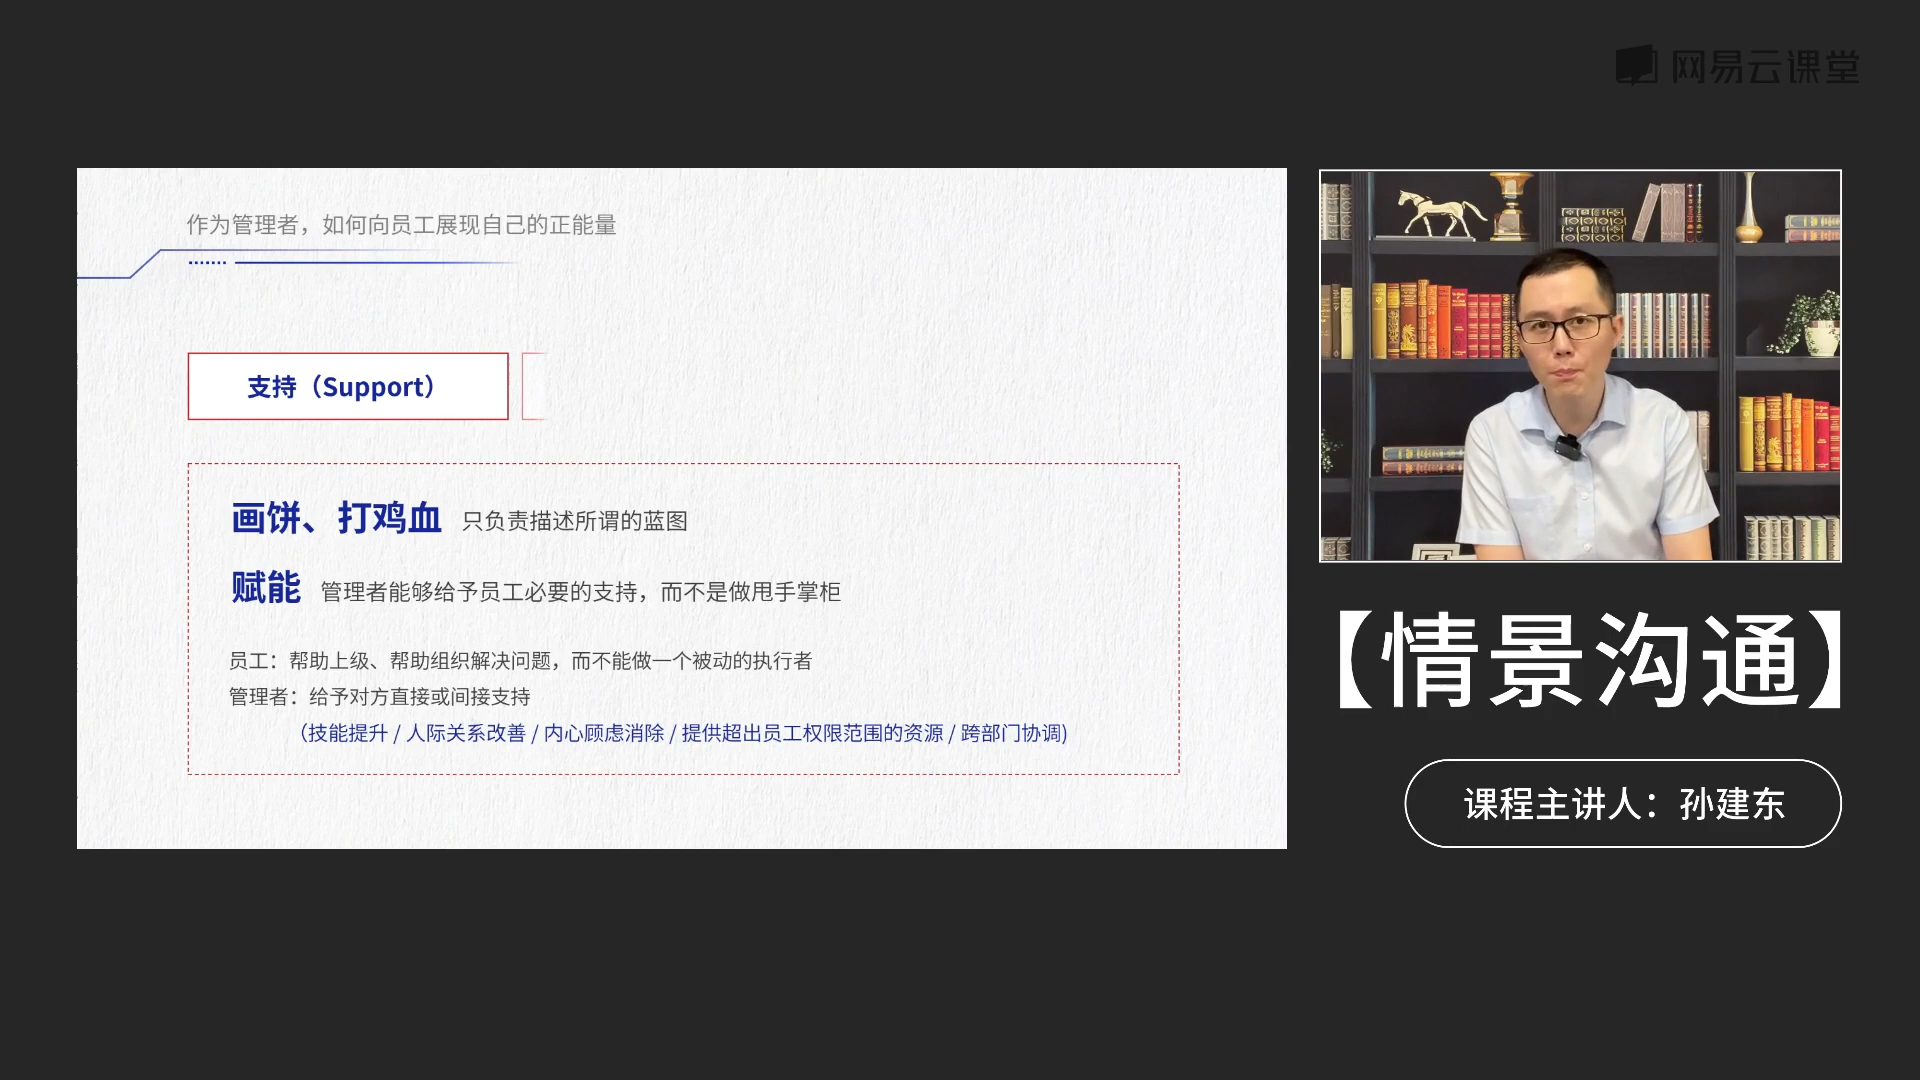 网易云课堂
作为管理者，如何向员工展现自己的正能量
支持（Support）
画饼、打鸡血 只负责描述所谓的蓝图
赋能 管理者能够给予员工必要的支持，而不是做甩手掌柜
员工：帮助上级、帮助组织解决问题，而不能做一个被动的执行者
管理者：给予对方直接或间接支持
（技能提升 / 人际关系改善 / 内心顾虑消除 / 提供超出员工权限范围的资源 / 跨部门协调)
【情景沟通】
课程主讲人：孙建东